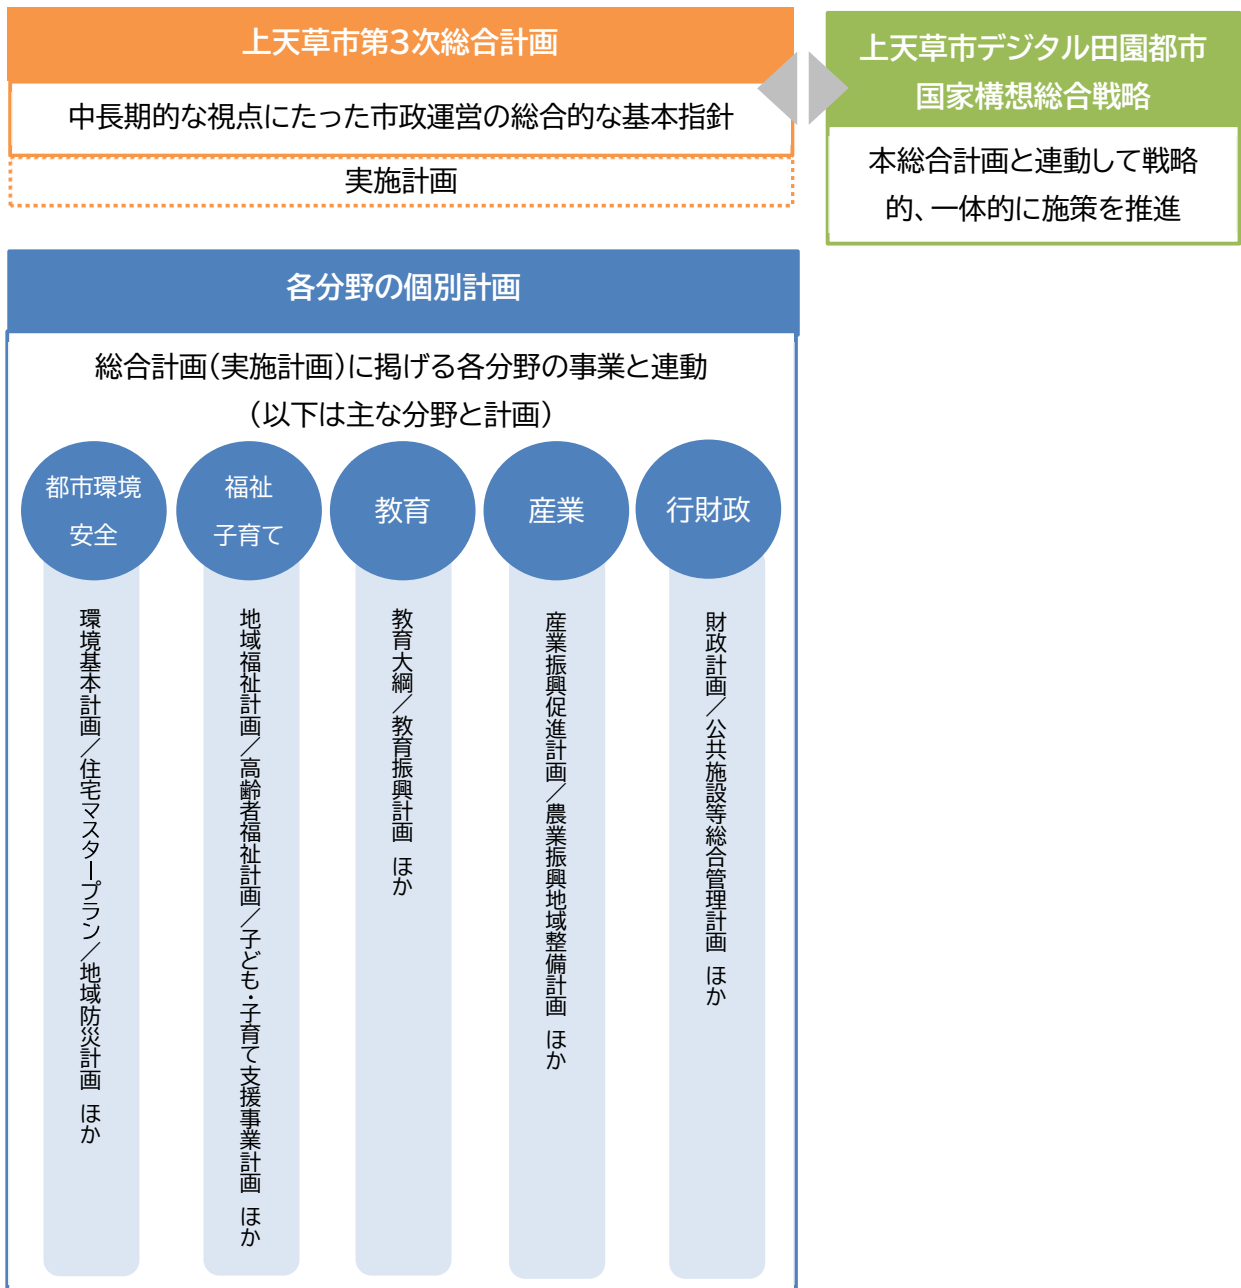 上天草市第3次総合計画
中長期的な視点にたった市政運営の総合的な基本指針
実施計画
上天草市デジタル田園都市
国家構想総合戦略
本総合計画と連動して戦略
的、一体的に施策を推進
各分野の個別計画
総合計画(実施計画)に掲げる各分野の事業と連動
(以下は主な分野と計画)
都市環境
安全
環境基本計画/住宅マスタープラン/地域防災計画 ほか
福祉
子育て
地域福祉計画/高齢者福祉計画/子ども・子育て支援事業計画 ほか
教育
教育大綱/教育振興計画 ほか
産業
産業振興促進計画/農業振興地域整備計画 ほか
行財政
財政計画/公共施設等総合管理計画 ほか